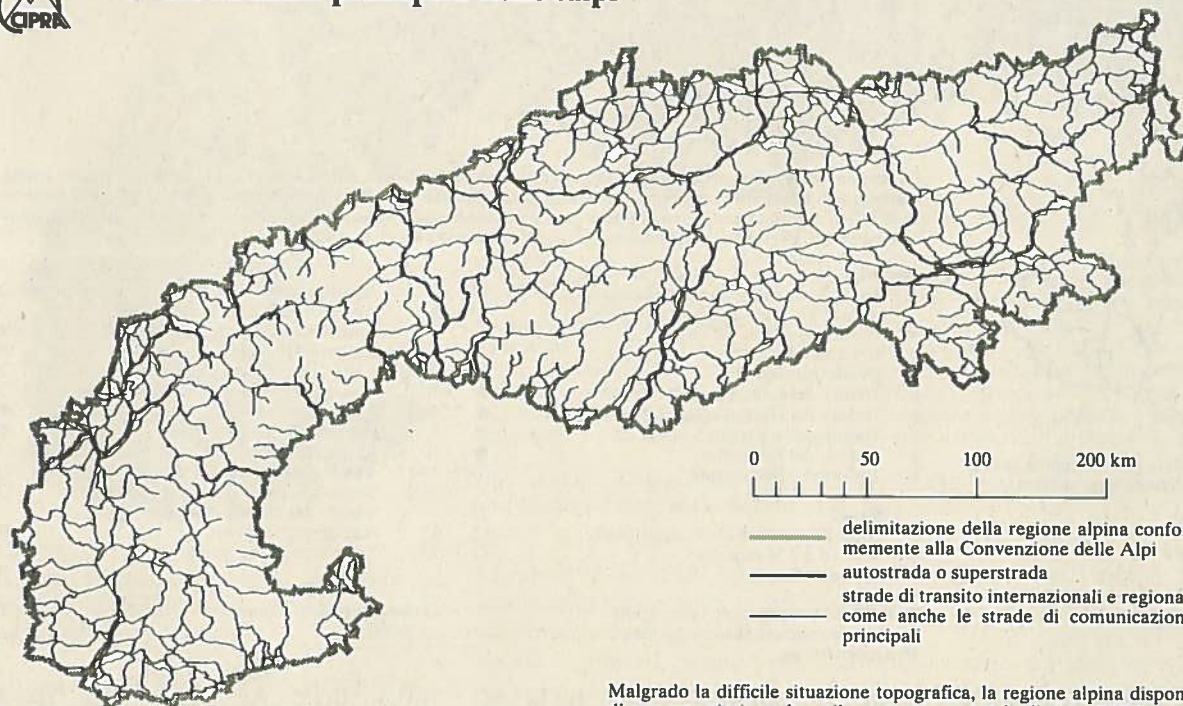 CIPRA
0 50 100 200 km
delimitazione della regione alpina confo
memente alla Convenzione delle Alpi
autostrada o superstrada
strade di transito internazionali e regiona
come anche le strade di comunicazion
principali
Malgrado la difficile situazione topografica, la regione alpina dispon